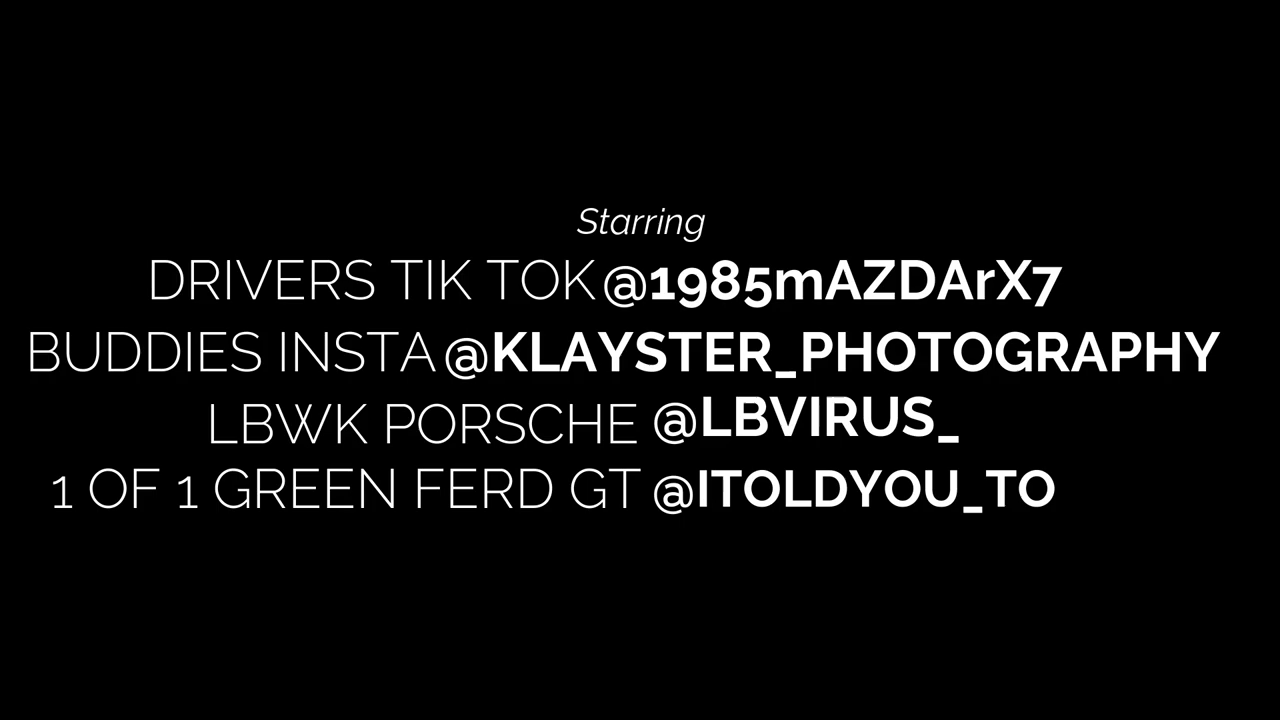 Starring
DRIVERS TIK TOK @1985mAZDArX7
BUDDIES INSTA @KLAYSTER_PHOTOGRAPHY
LBWK PORSCHE @LBVIRUS_
1 OF 1 GREEN FERD GT @ITOLDYOU_TO